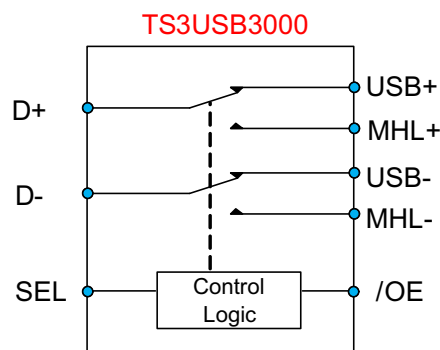 TS3USB3000
D+
USB+
MHL+
D-
USB-
MHL-
SEL
Control
Logic
/OE